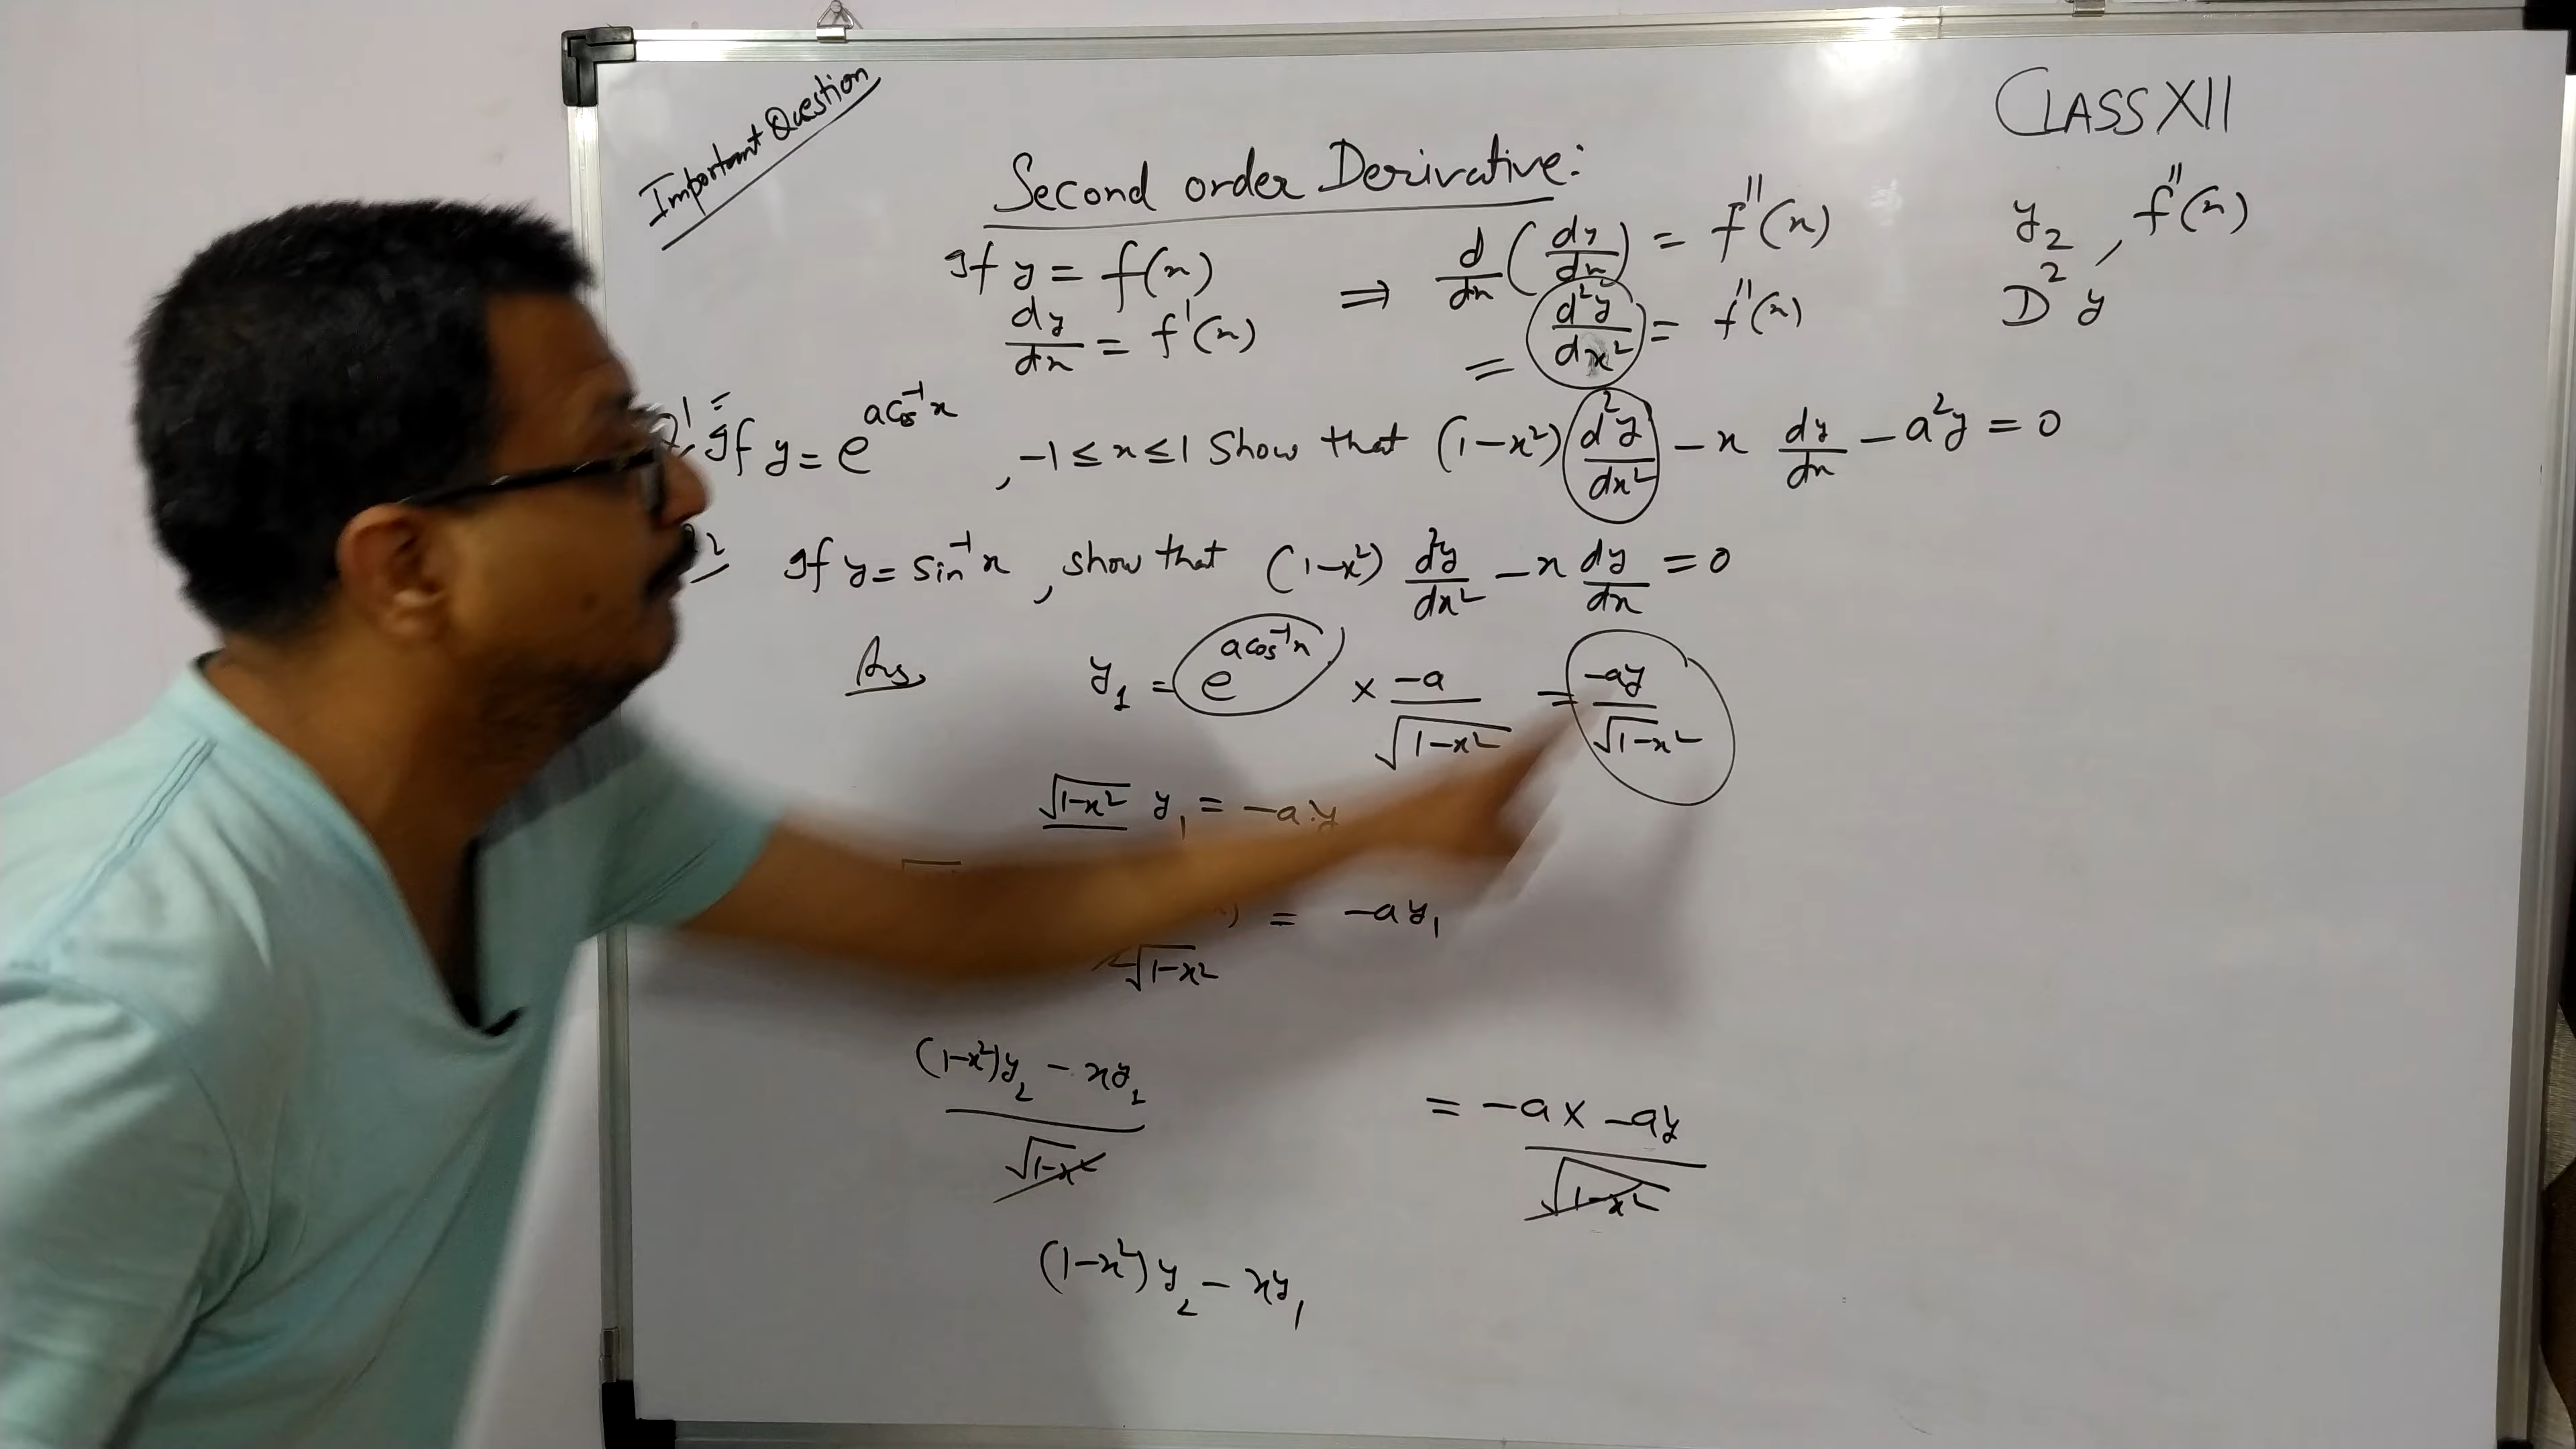 Important Question
CLASS XII
Second order Derivative:
If y = f(x) ⇒ d/dx (dy/dx) = f''(x) y₂, f''(x)
dy/dx = f'(x) = d²y/dx² = f''(x) D²y
If y = e^(a cos⁻¹x), -1 ≤ x ≤ 1 Show that (1-x²) d²y/dx² - x dy/dx - a²y = 0
If y = sin⁻¹x, show that (1-x²) d²y/dx² - x dy/dx = 0
Ans, y₁ = e^(a cos⁻¹x) × -a/√(1-x²) = -ay/√(1-x²)
√(1-x²) y₁ = -a.y
√(1-x²) = -ay₁
((1-x²)y₂ - xy₁)/√(1-x²) = -a × -ay/√(1-x²)
(1-x²)y₂ - xy₁